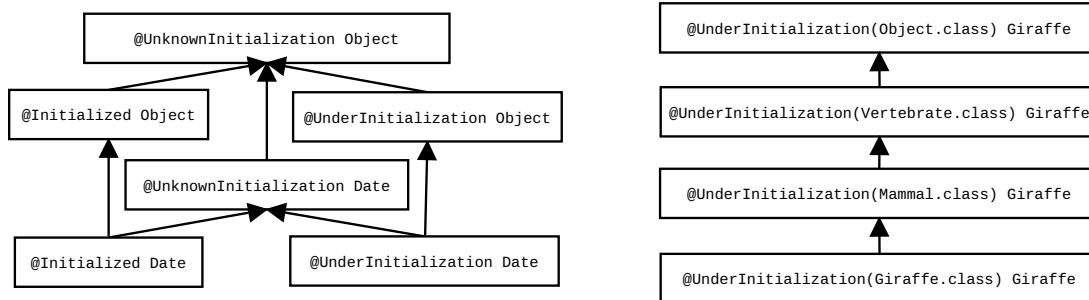 @UnknownInitialization Object
@Initialized Object
@UnderInitialization Object
@UnknownInitialization Date
@Initialized Date
@UnderInitialization Date
@UnderInitialization(Object.class) Giraffe
@UnderInitialization(Vertebrate.class) Giraffe
@UnderInitialization(Mammal.class) Giraffe
@UnderInitialization(Giraffe.class) Giraffe